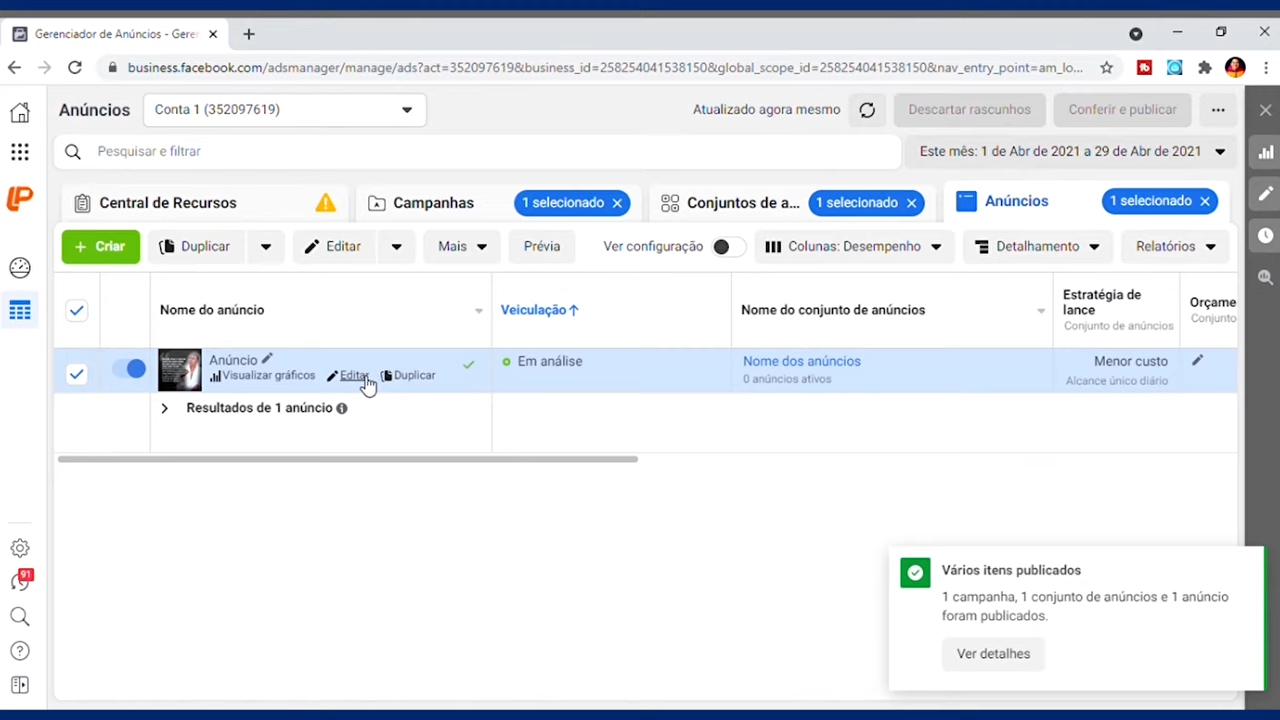 Gerenciador de Anúncios - Geren
business.facebook.com/adsmanager/manage/ads?act=352097619&business_id=258254041538150&global_scope_id=258254041538150&nav_entry_point=am_lo...
Anúncios
Conta 1 (352097619)
Atualizado agora mesmo
Descartar rascunhos
Conferir e publicar
Pesquisar e filtrar
Este mês: 1 de Abr de 2021 a 29 de Abr de 2021
Central de Recursos
Campanhas
1 selecionado
Conjuntos de a...
1 selecionado
Anúncios
1 selecionado
+ Criar
Duplicar
Editar
Mais
Prévia
Ver configuração
Colunas: Desempenho
Detalhamento
Relatórios
Nome do anúncio
Veiculação↑
Nome do conjunto de anúncios
Estratégia de
lance
Conjunto de anúncios
Orçame
Conjunto
Anúncio
Visualizar gráficos
Editar
Duplicar
Em análise
Nome dos anúncios
0 anúncios ativos
Menor custo
Alcance único diário
Resultados de 1 anúncio
91
Vários itens publicados
1 campanha, 1 conjunto de anúncios e 1 anúncio
foram publicados.
Ver detalhes